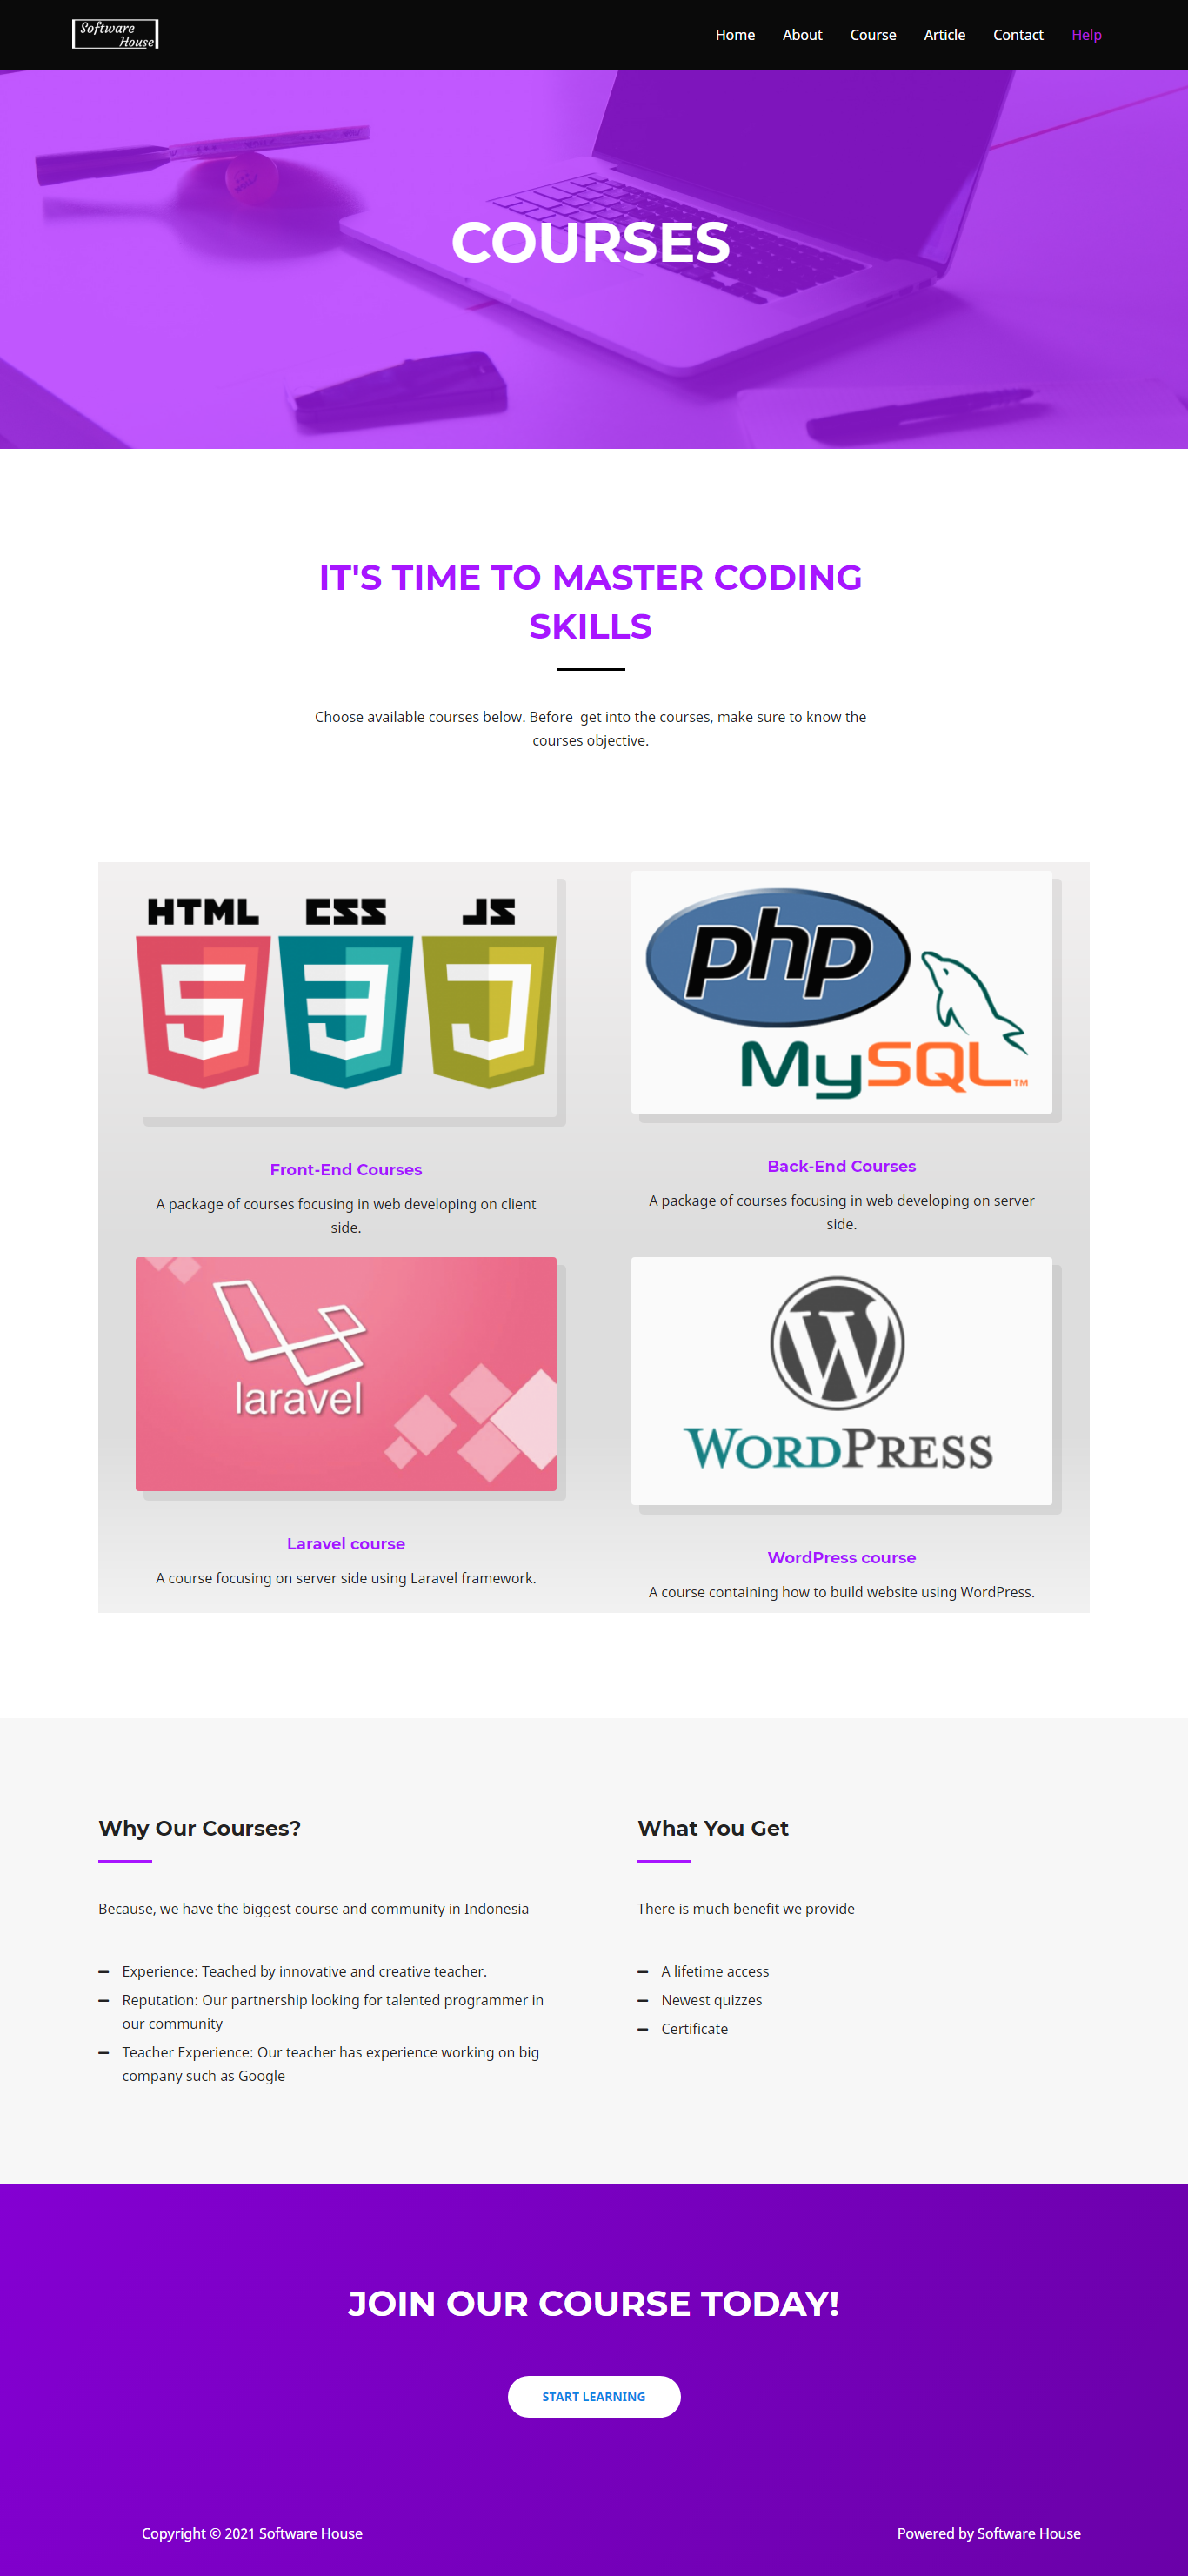 Software
House
Home About Course Article Contact Help
COURSES
IT'S TIME TO MASTER CODING
SKILLS
Choose available courses below. Before  get into the courses, make sure to know the
courses objective.
HTML CSS JS
5 3 J
php
MySQL™
Front-End Courses
A package of courses focusing in web developing on client
side.
Back-End Courses
A package of courses focusing in web developing on server
side.
laravel
W
WORDPRESS
Laravel course
A course focusing on server side using Laravel framework.
WordPress course
A course containing how to build website using WordPress.
Why Our Courses?
Because, we have the biggest course and community in Indonesia
Experience: Teached by innovative and creative teacher.
Reputation: Our partnership looking for talented programmer in
our community
Teacher Experience: Our teacher has experience working on big
company such as Google
What You Get
There is much benefit we provide
A lifetime access
Newest quizzes
Certificate
JOIN OUR COURSE TODAY!
START LEARNING
Copyright © 2021 Software House
Powered by Software House